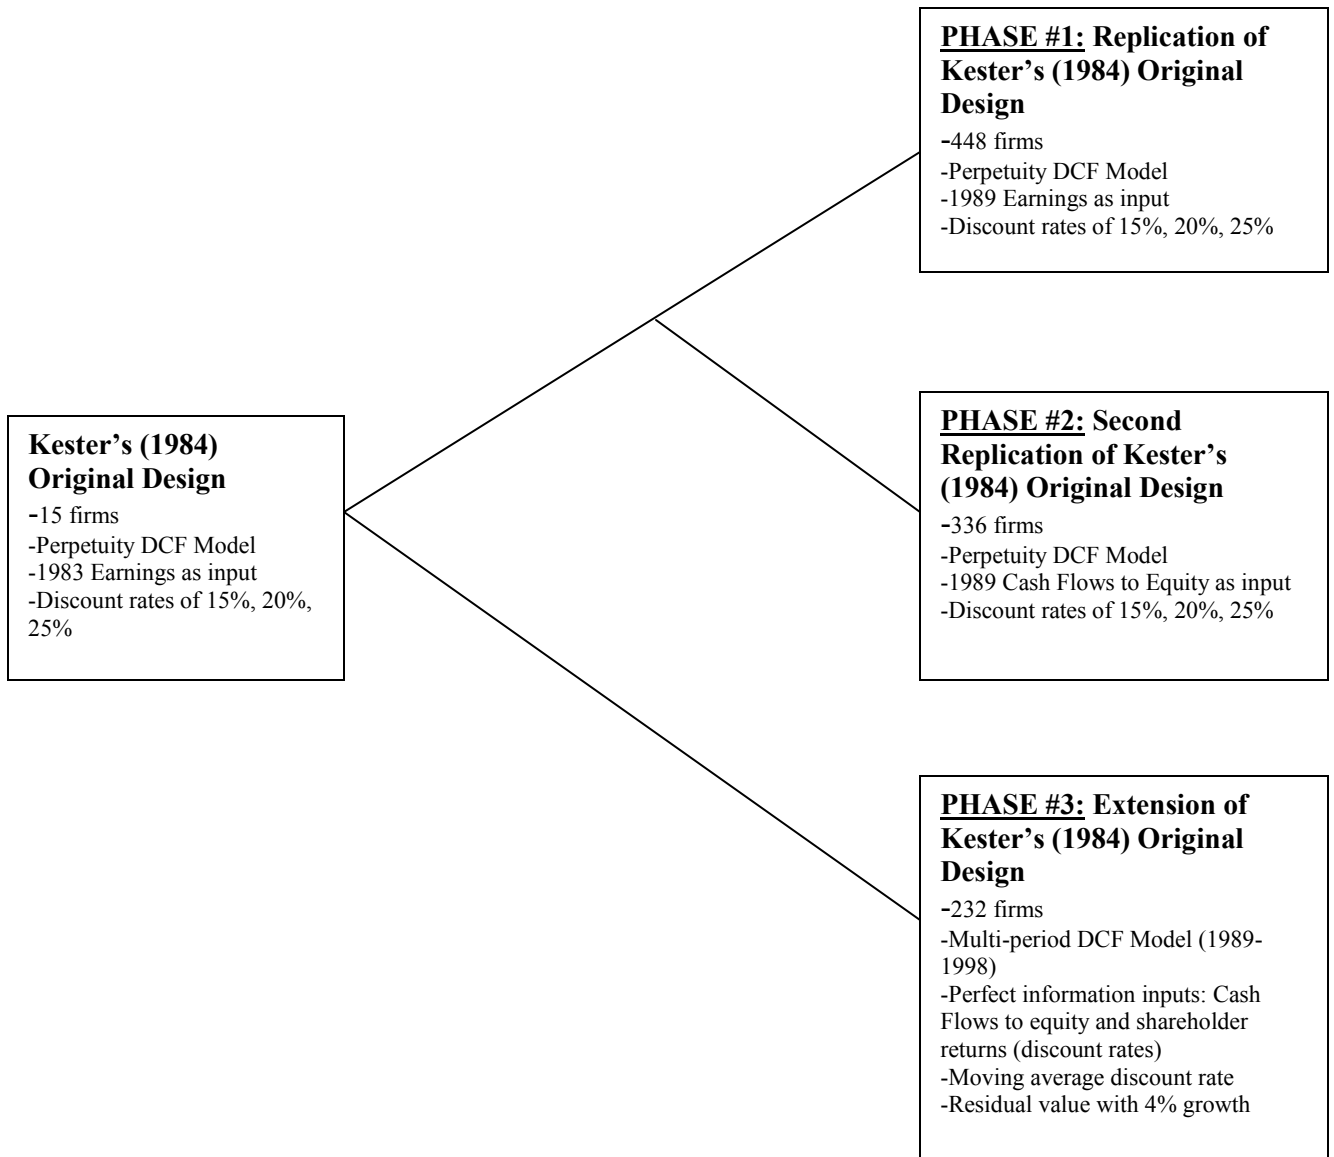 PHASE #1: Replication of
Kester's (1984) Original
Design
-448 firms
-Perpetuity DCF Model
-1989 Earnings as input
-Discount rates of 15%, 20%, 25%
Kester's (1984)
Original Design
-15 firms
-Perpetuity DCF Model
-1983 Earnings as input
-Discount rates of 15%, 20%,
25%
PHASE #2: Second
Replication of Kester's
(1984) Original Design
-336 firms
-Perpetuity DCF Model
-1989 Cash Flows to Equity as input
-Discount rates of 15%, 20%, 25%
PHASE #3: Extension of
Kester's (1984) Original
Design
-232 firms
-Multi-period DCF Model (1989-
1998)
-Perfect information inputs: Cash
Flows to equity and shareholder
returns (discount rates)
-Moving average discount rate
-Residual value with 4% growth